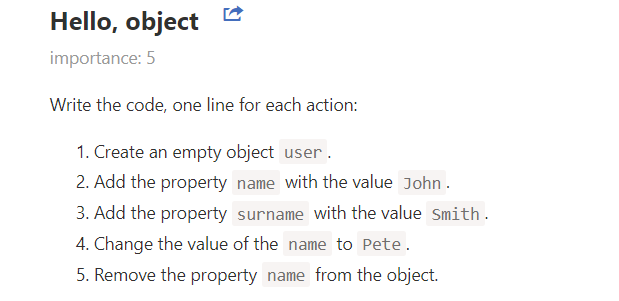 Hello, object
importance: 5
Write the code, one line for each action:
1. Create an empty object user.
2. Add the property name with the value John.
3. Add the property surname with the value Smith.
4. Change the value of the name to Pete.
5. Remove the property name from the object.